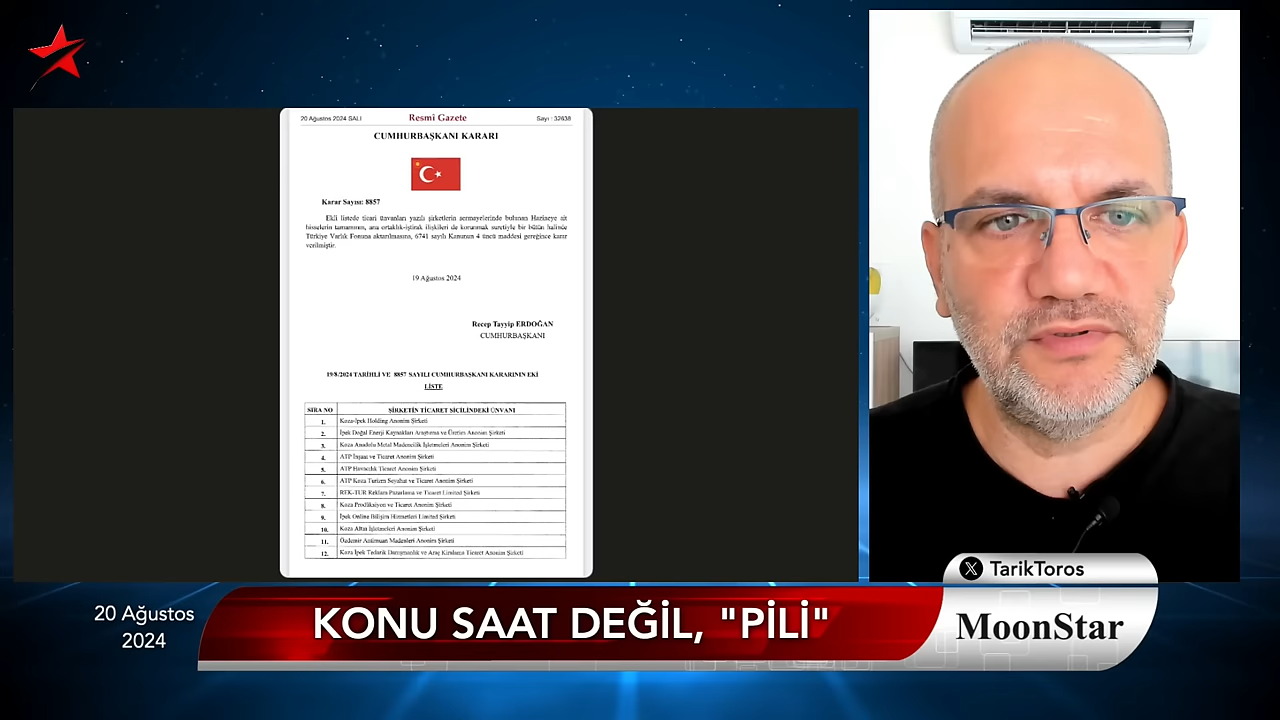 20 Ağustos 2024 SALI
Resmî Gazete
Sayı : 32638
CUMHURBAŞKANI KARARI
Karar Sayısı: 8857
Ekli listede ticari ünvanları yazılı şirketlerin sermayelerinde bulunan Hazineye ait
hisselerin tamamının, ana ortaklık-iştirak ilişkileri de korunmak suretiyle bir bütün halinde
Türkiye Varlık Fonuna aktarılmasına, 6741 sayılı Kanunun 4 üncü maddesi gereğince karar
verilmiştir.
19 Ağustos 2024
Recep Tayyip ERDOĞAN
CUMHURBAŞKANI
19/8/2024 TARİHLİ VE 8857 SAYILI CUMHURBAŞKANI KARARININ EKİ
LİSTE
SIRA NO ŞİRKETİN TİCARET SİCİLİNDEKİ ÜNVANI
1. Koza-İpek Holding Anonim Şirketi
2. İpek Doğal Enerji Kaynakları Araştırma ve Üretim Anonim Şirketi
3. Koza Anadolu Metal Madencilik İşletmeleri Anonim Şirketi
4. ATP İnşaat ve Ticaret Anonim Şirketi
5. ATP Havacılık Ticaret Anonim Şirketi
6. ATP Koza Turizm Seyahat ve Ticaret Anonim Şirketi
7. REK-TUR Reklam Pazarlama ve Ticaret Limited Şirketi
8. Koza Prodüksiyon ve Ticaret Anonim Şirketi
9. İpek Online Bilişim Hizmetleri Limited Şirketi
10. Koza Altın İşletmeleri Anonim Şirketi
11. Özdemir Antimuan Madenleri Anonim Şirketi
12. Koza İpek Tedarik Danışmanlık ve Araç Kiralama Ticaret Anonim Şirketi
X TarikToros
20 Ağustos
2024
KONU SAAT DEĞİL, "PİLİ"
MoonStar